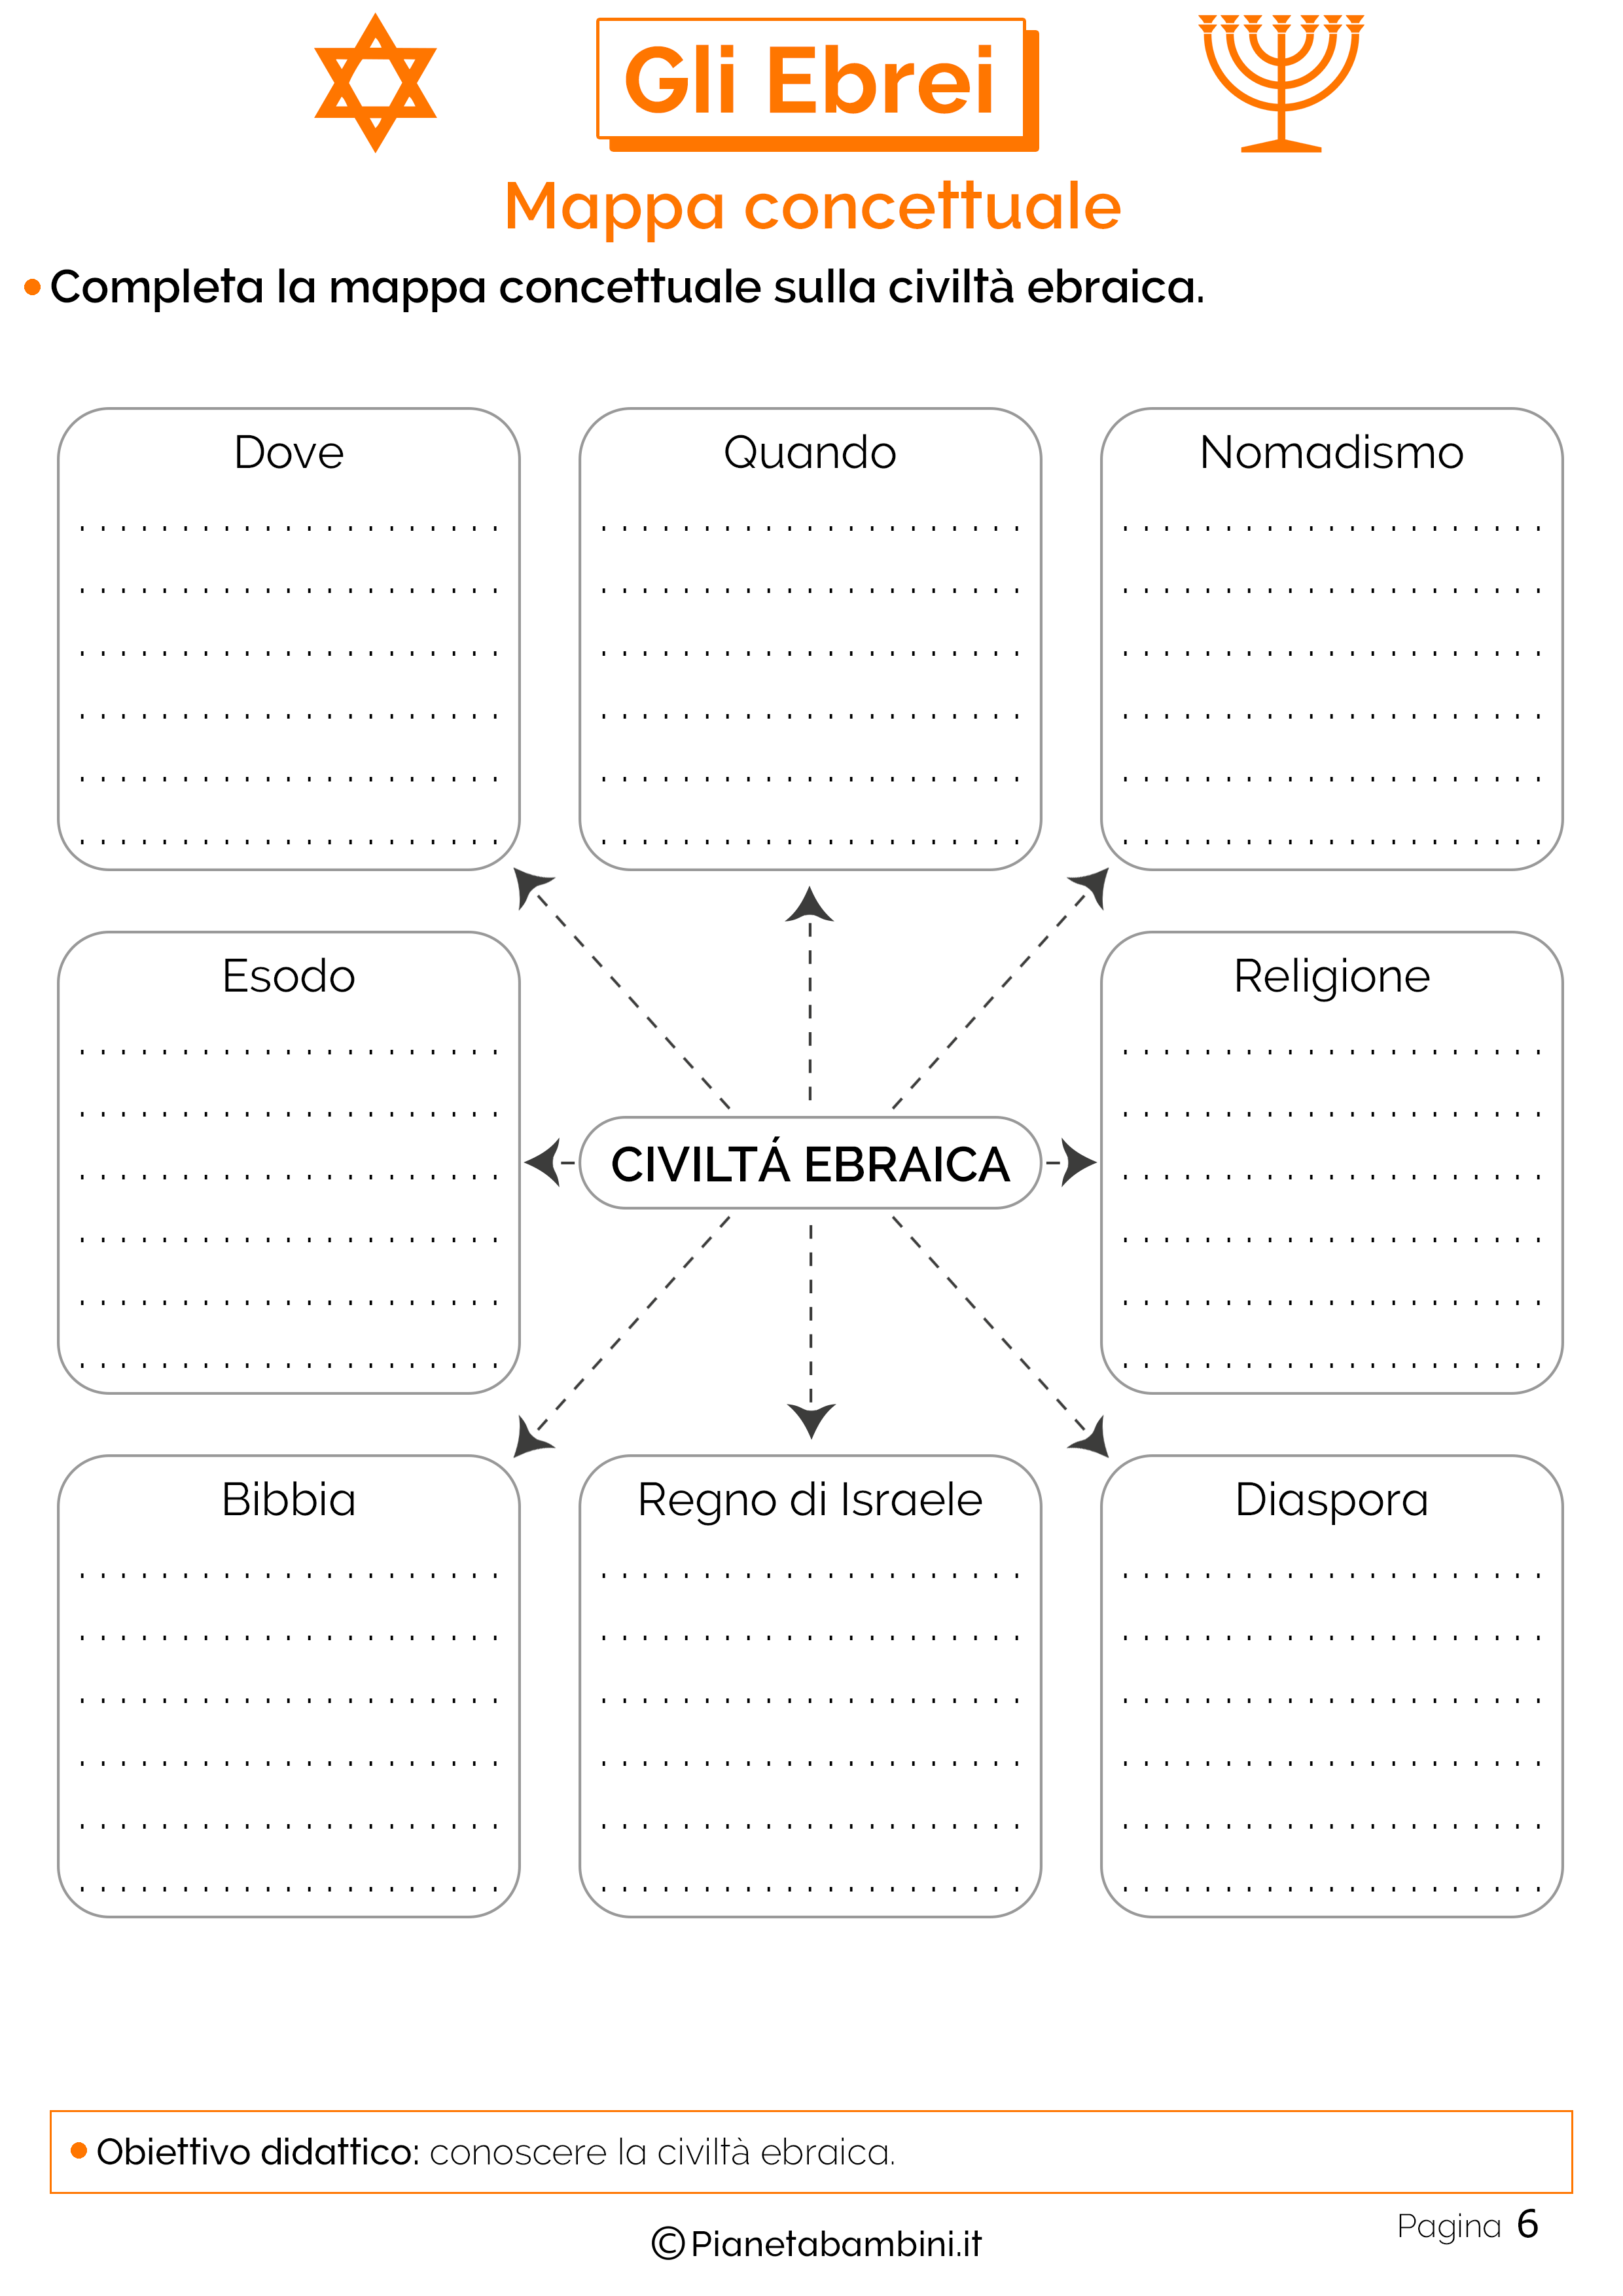 Gli Ebrei
Mappa concettuale
Completa la mappa concettuale sulla civiltà ebraica.
Dove
Quando
Nomadismo
Esodo
Religione
CIVILTÁ EBRAICA
Bibbia
Regno di Israele
Diaspora
Obiettivo didattico: conoscere la civiltà ebraica.
Pagina 6
©Pianetabambini.it